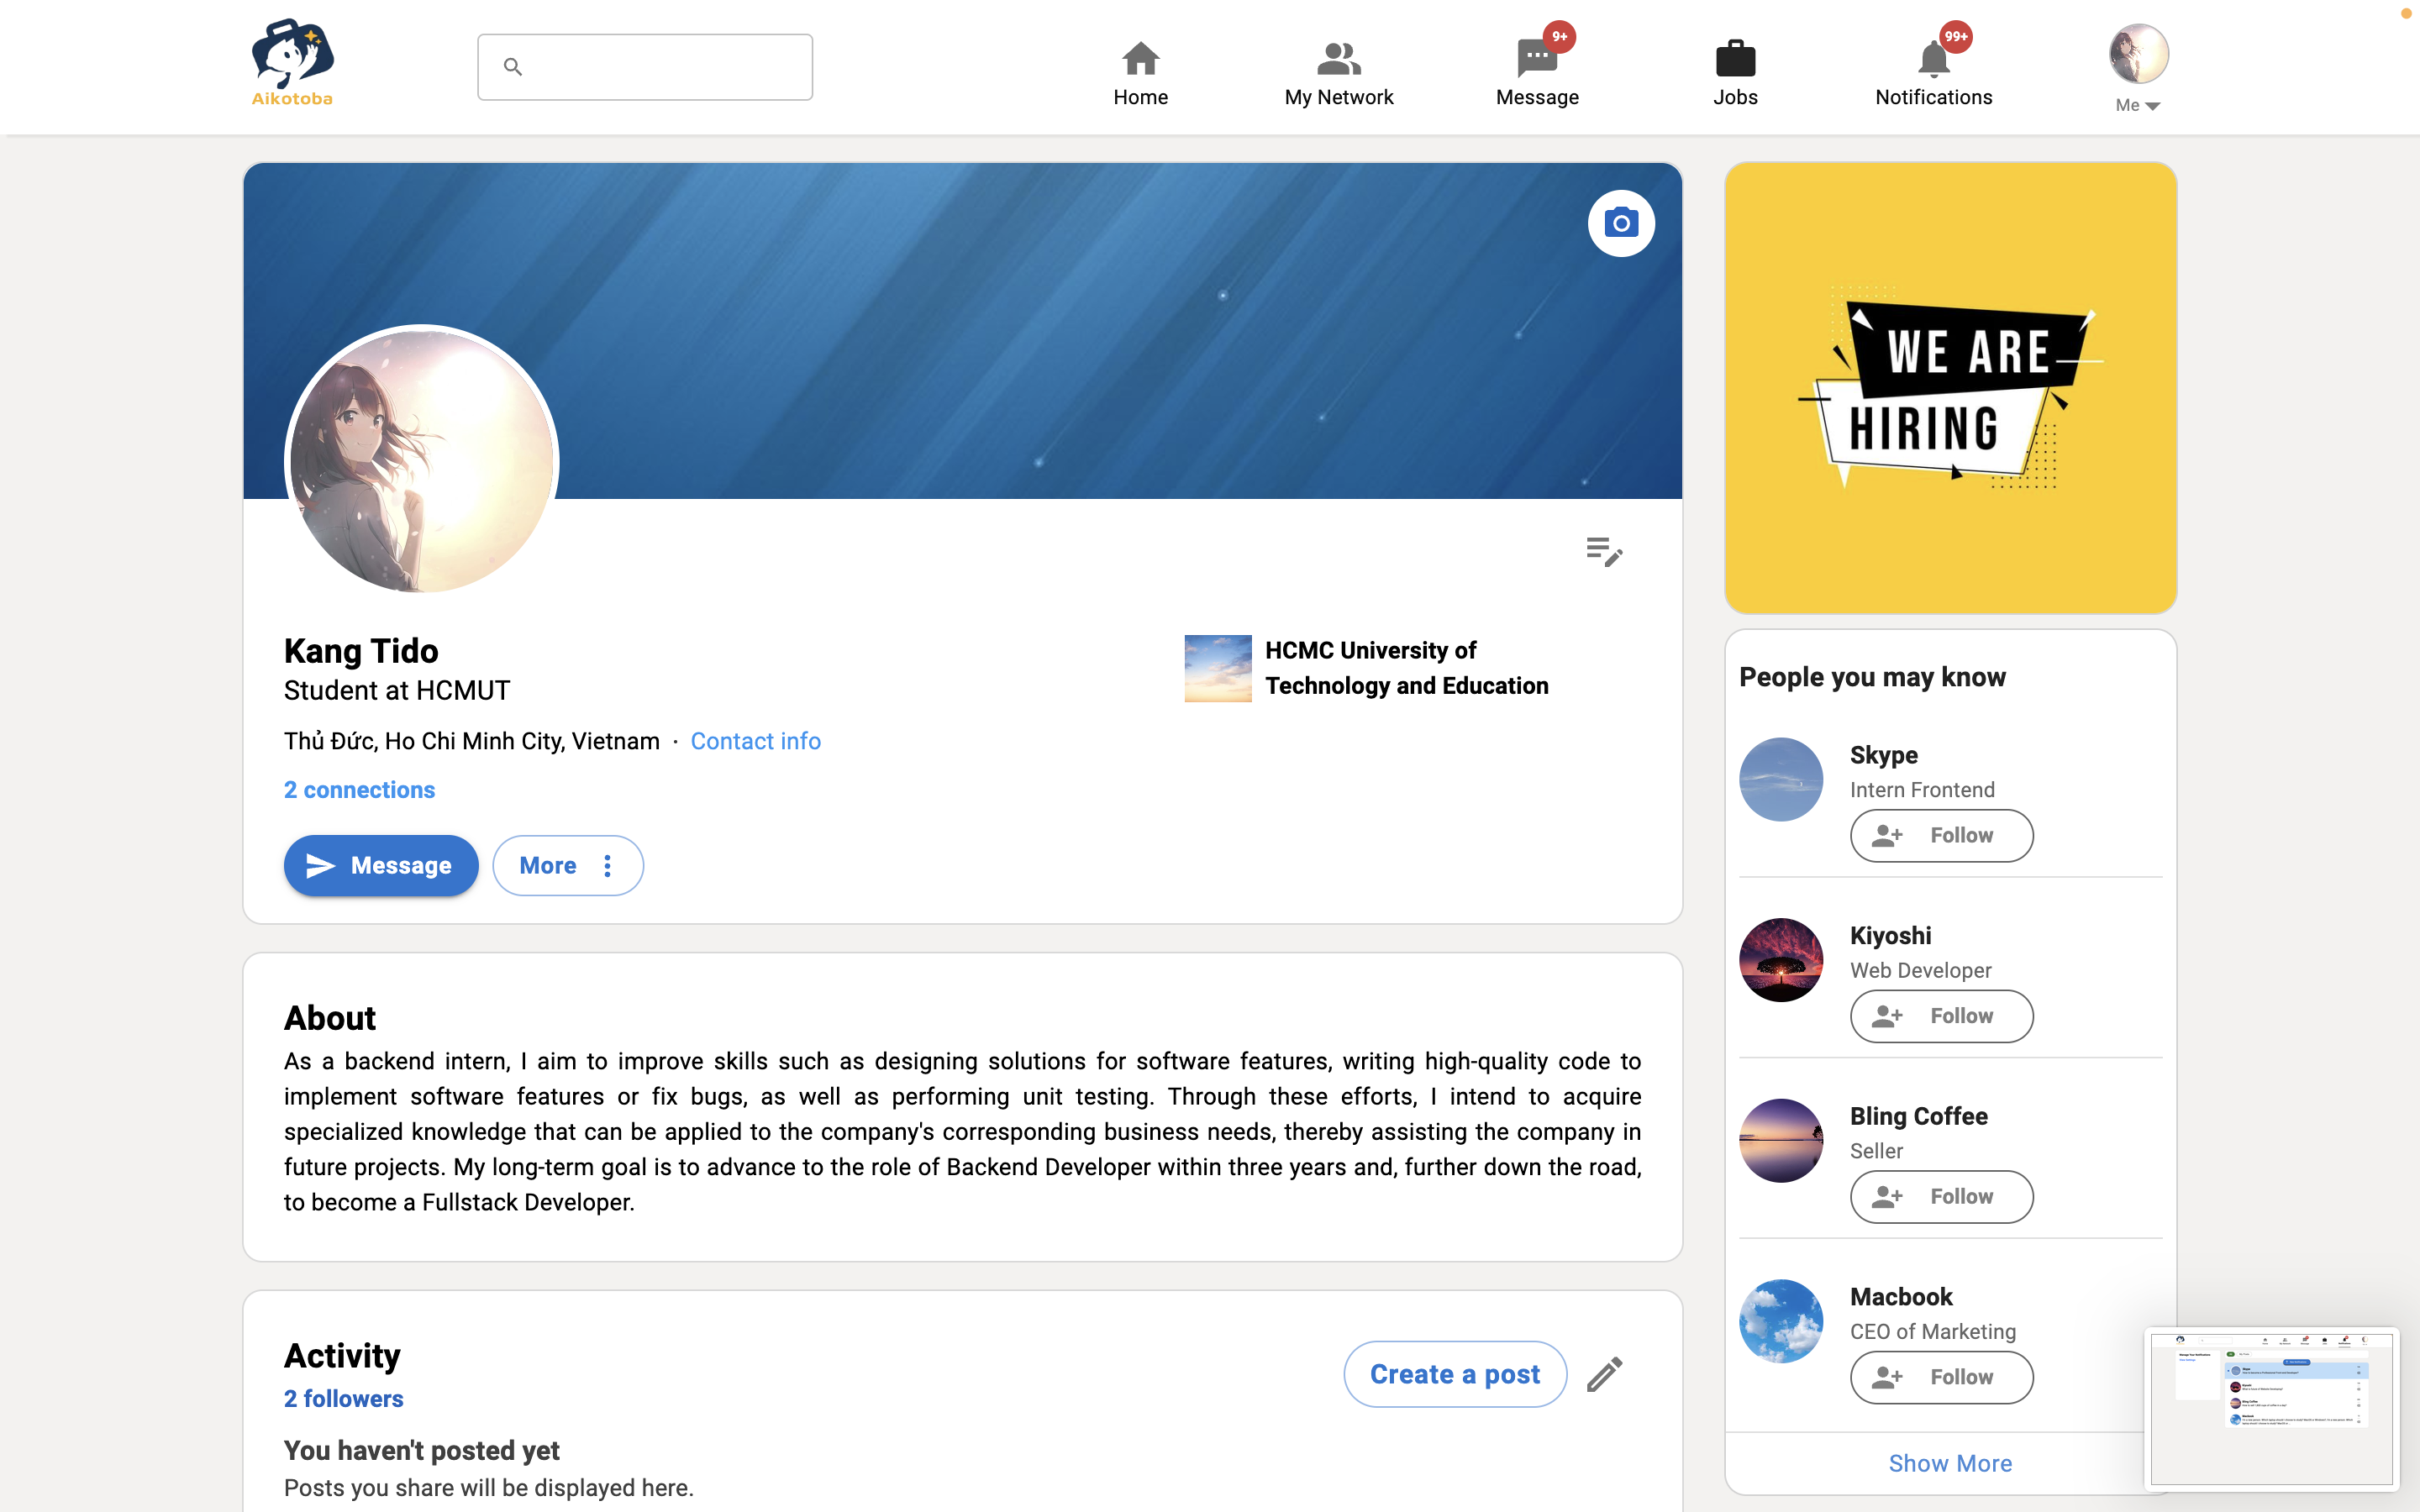 Aikotoba
Home
My Network
9+
Message
Jobs
99+
Notifications
Me
WE ARE
HIRING
Kang Tido
Student at HCMUT
Thủ Đức, Ho Chi Minh City, Vietnam · Contact info
2 connections
Message
More
HCMC University of
Technology and Education
About
As a backend intern, I aim to improve skills such as designing solutions for software features, writing high-quality code to
implement software features or fix bugs, as well as performing unit testing. Through these efforts, I intend to acquire
specialized knowledge that can be applied to the company's corresponding business needs, thereby assisting the company in
future projects. My long-term goal is to advance to the role of Backend Developer within three years and, further down the road,
to become a Fullstack Developer.
Activity
2 followers
Create a post
You haven't posted yet
Posts you share will be displayed here.
People you may know
Skype
Intern Frontend
Follow
Kiyoshi
Web Developer
Follow
Bling Coffee
Seller
Follow
Macbook
CEO of Marketing
Follow
Show More